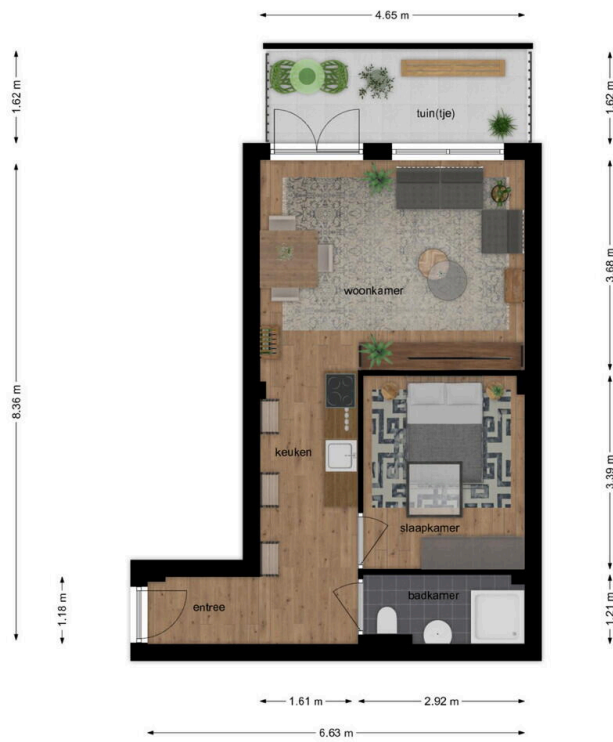 4.65 m
1.62 m
1.62 m
tuin(tje)
8.36 m
3.68 m
woonkamer
keuken
3.39 m
slaapkamer
1.18 m
entree
badkamer
1.21 m
1.61 m
2.92 m
6.63 m